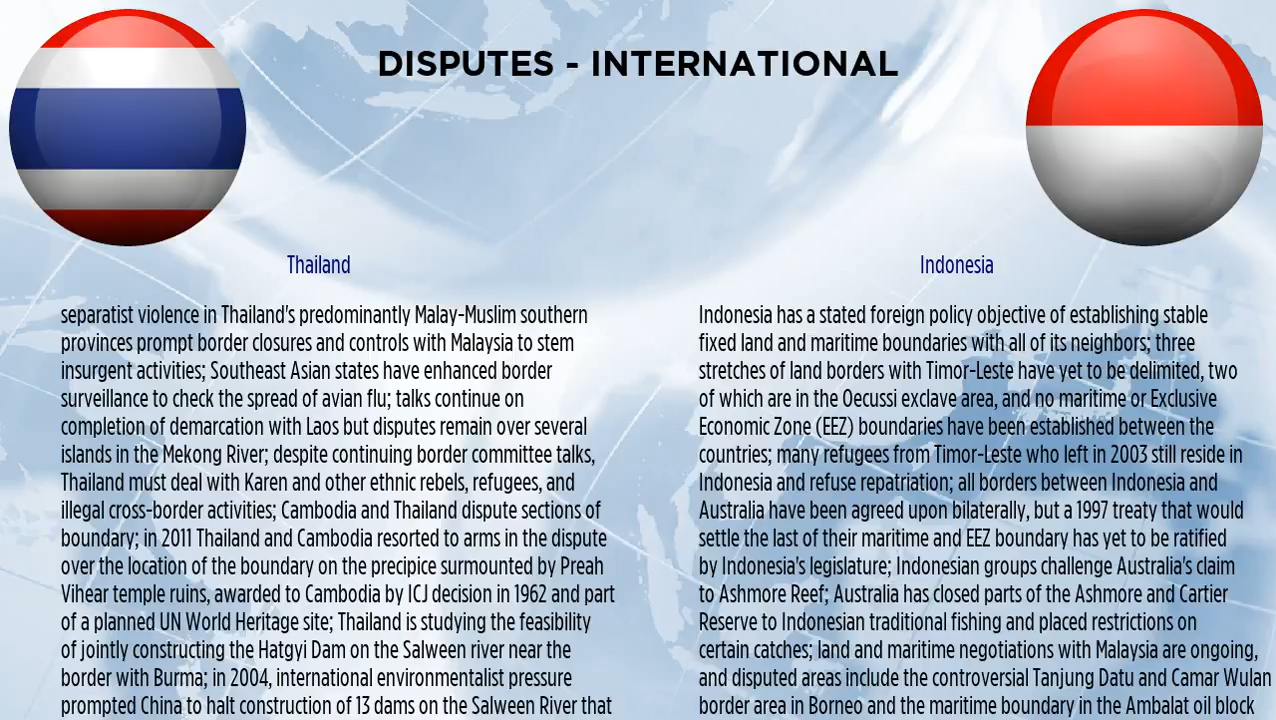 DISPUTES - INTERNATIONAL
Thailand
separatist violence in Thailand's predominantly Malay-Muslim southern
provinces prompt border closures and controls with Malaysia to stem
insurgent activities; Southeast Asian states have enhanced border
surveillance to check the spread of avian flu; talks continue on
completion of demarcation with Laos but disputes remain over several
islands in the Mekong River; despite continuing border committee talks,
Thailand must deal with Karen and other ethnic rebels, refugees, and
illegal cross-border activities; Cambodia and Thailand dispute sections of
boundary; in 2011 Thailand and Cambodia resorted to arms in the dispute
over the location of the boundary on the precipice surmounted by Preah
Vihear temple ruins, awarded to Cambodia by ICJ decision in 1962 and part
of a planned UN World Heritage site; Thailand is studying the feasibility
of jointly constructing the Hatgyi Dam on the Salween river near the
border with Burma; in 2004, international environmentalist pressure
prompted China to halt construction of 13 dams on the Salween River that
Indonesia
Indonesia has a stated foreign policy objective of establishing stable
fixed land and maritime boundaries with all of its neighbors; three
stretches of land borders with Timor-Leste have yet to be delimited, two
of which are in the Oecussi exclave area, and no maritime or Exclusive
Economic Zone (EEZ) boundaries have been established between the
countries; many refugees from Timor-Leste who left in 2003 still reside in
Indonesia and refuse repatriation; all borders between Indonesia and
Australia have been agreed upon bilaterally, but a 1997 treaty that would
settle the last of their maritime and EEZ boundary has yet to be ratified
by Indonesia's legislature; Indonesian groups challenge Australia's claim
to Ashmore Reef; Australia has closed parts of the Ashmore and Cartier
Reserve to Indonesian traditional fishing and placed restrictions on
certain catches; land and maritime negotiations with Malaysia are ongoing,
and disputed areas include the controversial Tanjung Datu and Camar Wulan
border area in Borneo and the maritime boundary in the Ambalat oil block